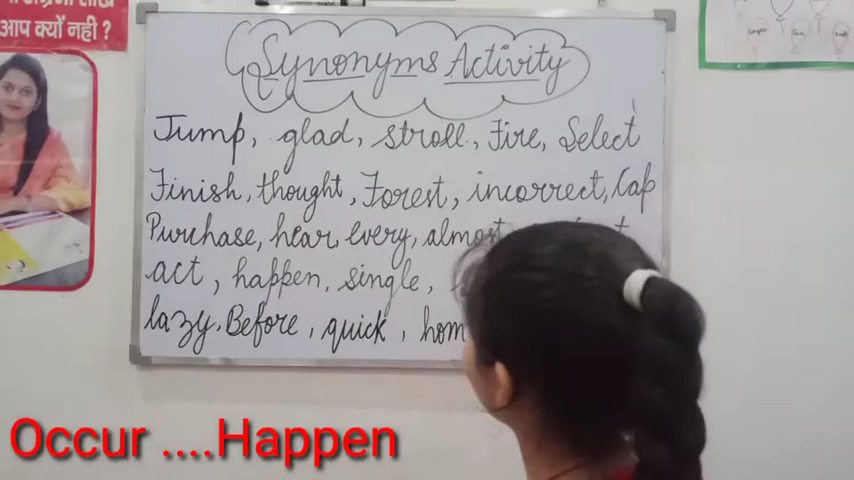 आप क्यों नहीं ?
Synonyms Activity
Jump, glad, stroll, Fire, Select
Finish, thought, Forest, incorrect, Cap
Purchase, hear, every, almost
act, happen, single,
lazy, Before, quick, hom
Occur ....Happen